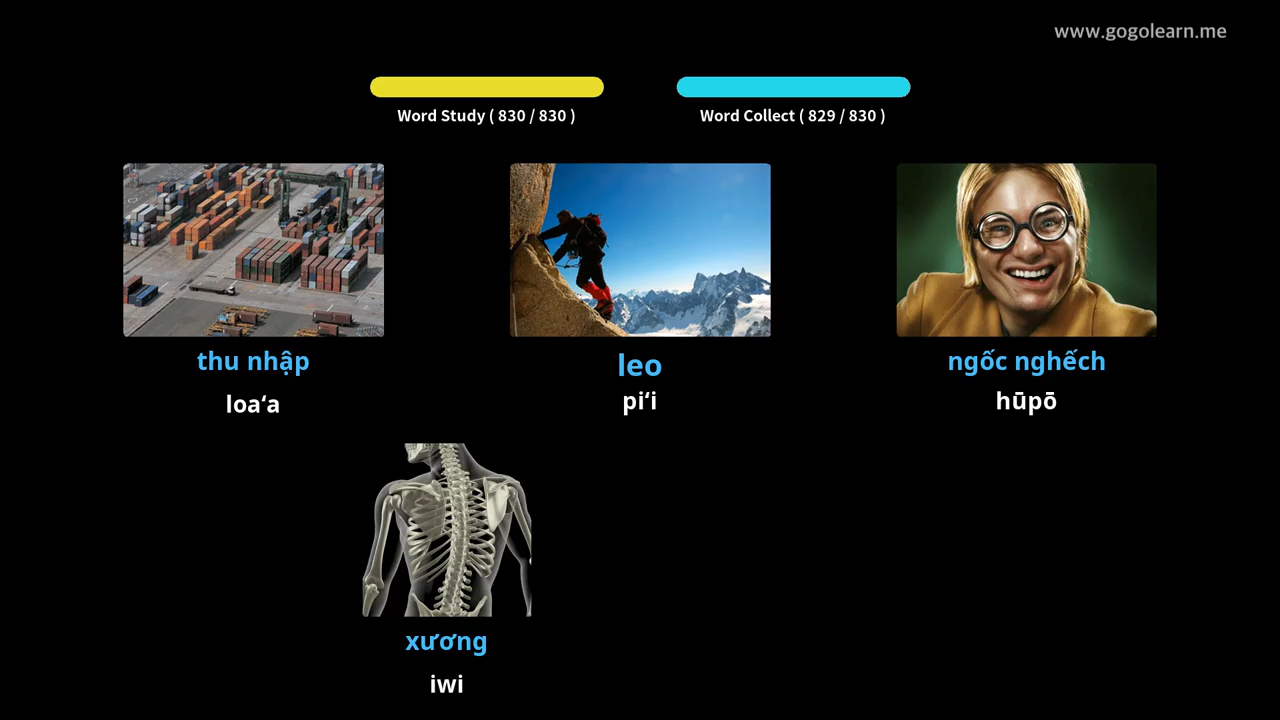 www.gogolearn.me
Word Study ( 830 / 830 )
Word Collect ( 829 / 830 )
thu nhập
leo
ngốc nghếch
loaʻa
piʻi
hūpō
xương
iwi